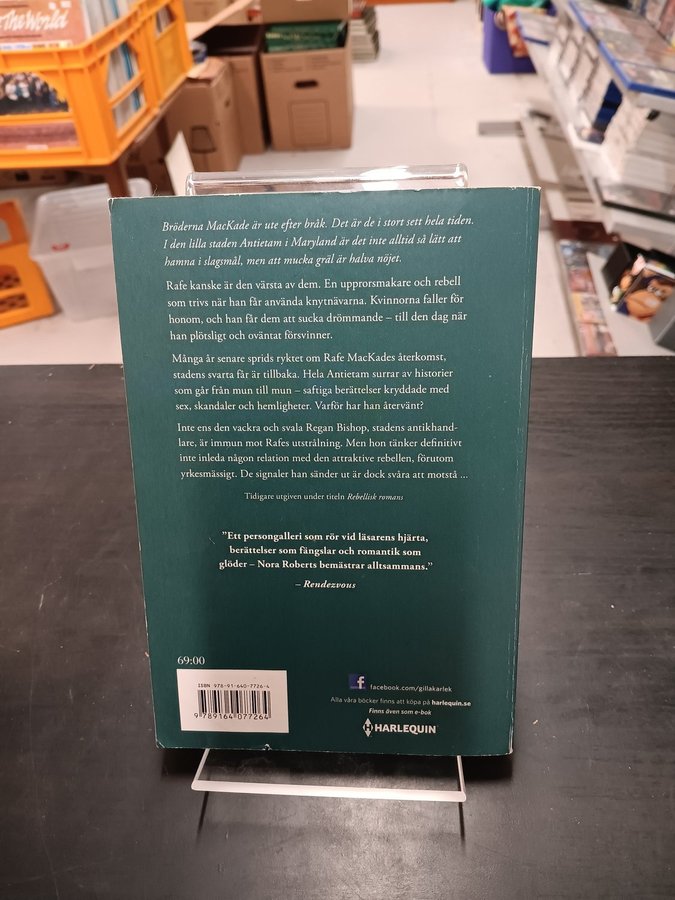 The World
Bröderna MacKade är ute efter bråk. Det är de i stort sett hela tiden.
I den lilla staden Antietam i Maryland är det inte alltid så lätt att
hamna i slagsmål, men att mucka gräl är halva nöjet.
Rafe kanske är den värsta av dem. En upprorsmakare och rebell
som trivs när han får använda knytnävarna. Kvinnorna faller för
honom, och han får dem att sucka drömmande – till den dag när
han plötsligt och oväntat försvinner.
Många år senare sprids ryktet om Rafe MacKades återkomst,
stadens svarta får är tillbaka. Hela Antietam surrar av historier
som går från mun till mun – saftiga berättelser kryddade med
sex, skandaler och hemligheter. Varför har han återvänt?
Inte ens den vackra och svala Regan Bishop, stadens antikhand-
lare, är immun mot Rafes utstrålning. Men hon tänker definitivt
inte inleda någon relation med den attraktive rebellen, förutom
yrkesmässigt. De signaler han sänder ut är dock svåra att motstå ...
Tidigare utgiven under titeln Rebellisk romans
”Ett persongalleri som rör vid läsarens hjärta,
berättelser som fängslar och romantik som
glöder – Nora Roberts bemästrar alltsammans.”
– Rendezvous
69:00
ISBN 978-91-640-7726-4
9 789164 077264
f facebook.com/gillakarlek
Alla våra böcker finns att köpa på harlequin.se
Finns även som e-bok
HARLEQUIN